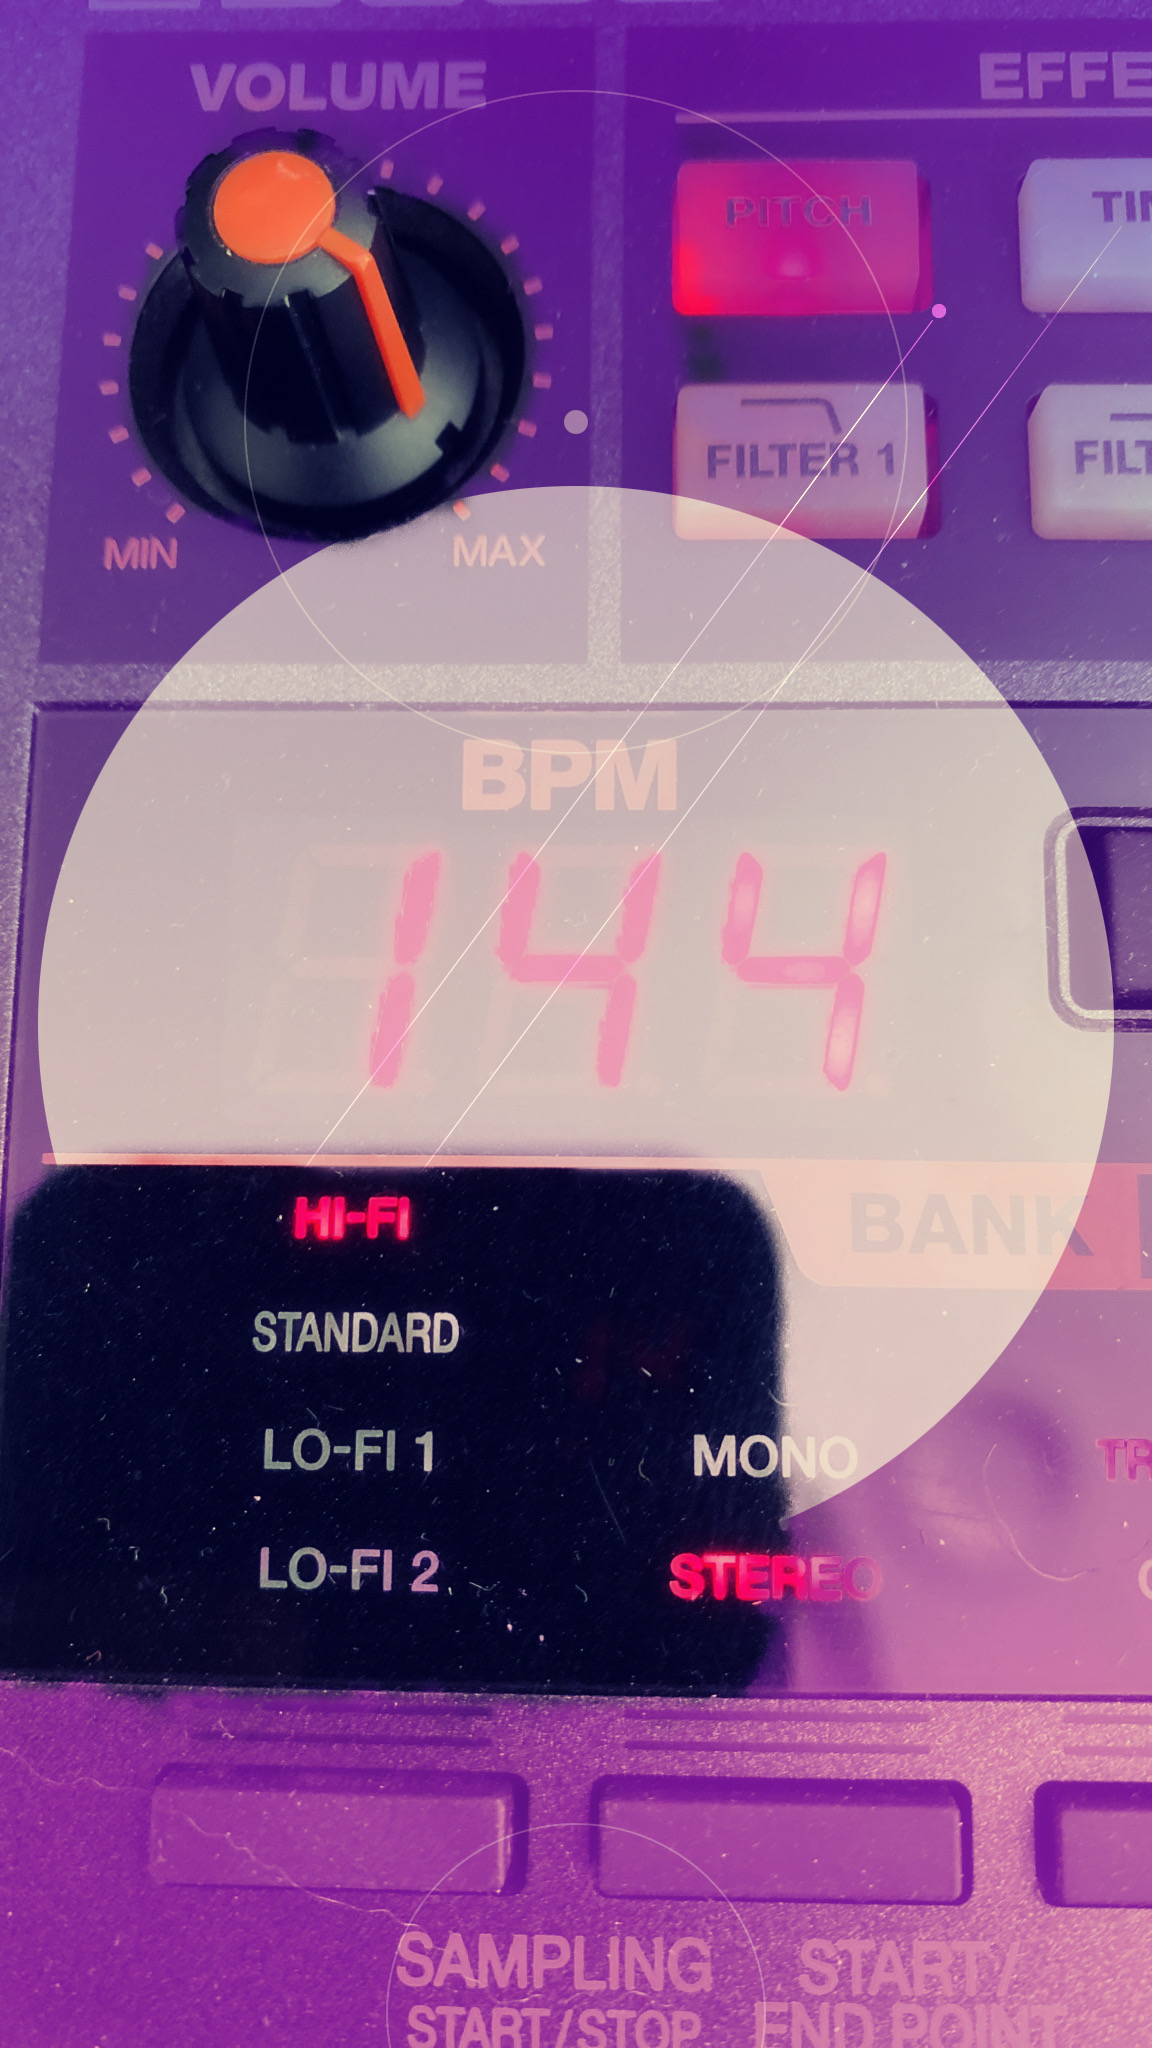 VOLUME
EFFE
PITCH
TIM
FILTER 1
FILT
MIN
MAX
BPM
144
HI-FI
BANK
STANDARD
LO-FI 1
MONO
TR
LO-FI 2
STEREO
SAMPLING
START/STOP
START/
END POINT